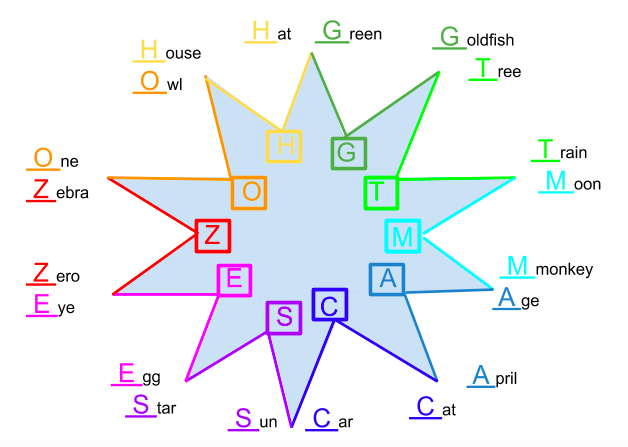 Hat Green
House
Owl
Goldfish
Tree
H
G
One
Zebra
O
T
Train
Moon
Z
M
Zero
Eye
E
A
Mmonkey
Age
S
C
Egg
Star
April
Sun Car
Cat